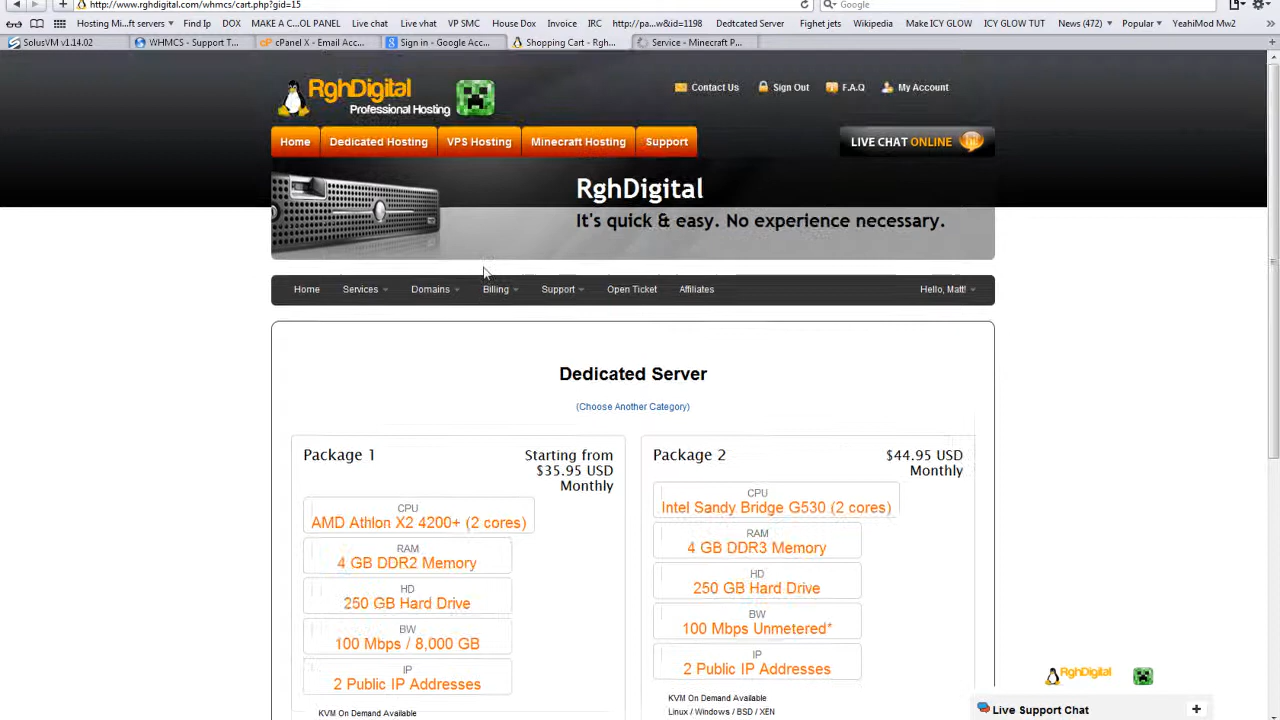 http://www.rghdigital.com/whmcs/cart.php?gid=15
Google
Hosting Mi...ft servers
Find Ip
DOX
MAKE A C...OL PANEL
Live chat
Live chat
VP SMC
House Dox
Invoice
IRC
http://pa...w&id=1198
Dedtcated Server
Fighet jets
Wikipedia
Make ICY GLOW
ICY GLOW TUT
News (472)
Popular
YeahiMod Mw2
SolusVM v1.14.02
WHMCS - Support T...
cPanel X - Email Acc...
Sign in - Google Acco...
Shopping Cart - Rgh...
Service - Minecraft P...
RghDigital
Professional Hosting
Contact Us
Sign Out
F.A.Q
My Account
Home
Dedicated Hosting
VPS Hosting
Minecraft Hosting
Support
LIVE CHAT ONLINE
RghDigital
It's quick & easy. No experience necessary.
Home
Services
Domains
Billing
Support
Open Ticket
Affiliates
Hello, Matt!
Dedicated Server
(Choose Another Category)
Package 1
Starting from
$35.95 USD
Monthly
CPU
AMD Athlon X2 4200+ (2 cores)
RAM
4 GB DDR2 Memory
HD
250 GB Hard Drive
BW
100 Mbps / 8,000 GB
IP
2 Public IP Addresses
KVM On Demand Available
Package 2
$44.95 USD
Monthly
CPU
Intel Sandy Bridge G530 (2 cores)
RAM
4 GB DDR3 Memory
HD
250 GB Hard Drive
BW
100 Mbps Unmetered*
IP
2 Public IP Addresses
KVM On Demand Available
Linux / Windows / BSD / XEN
RghDigital
Live Support Chat